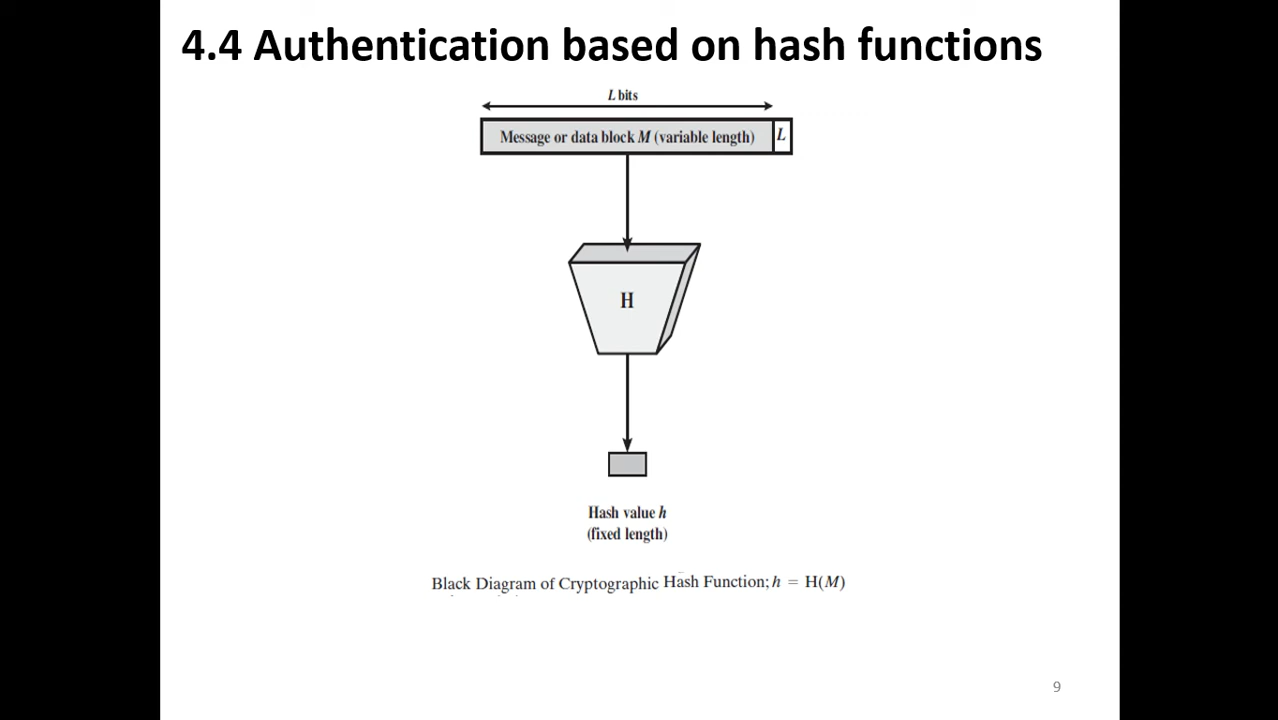 4.4 Authentication based on hash functions
L bits
Message or data block M (variable length) L
H
Hash value h
(fixed length)
Black Diagram of Cryptographic Hash Function; h = H(M)
9